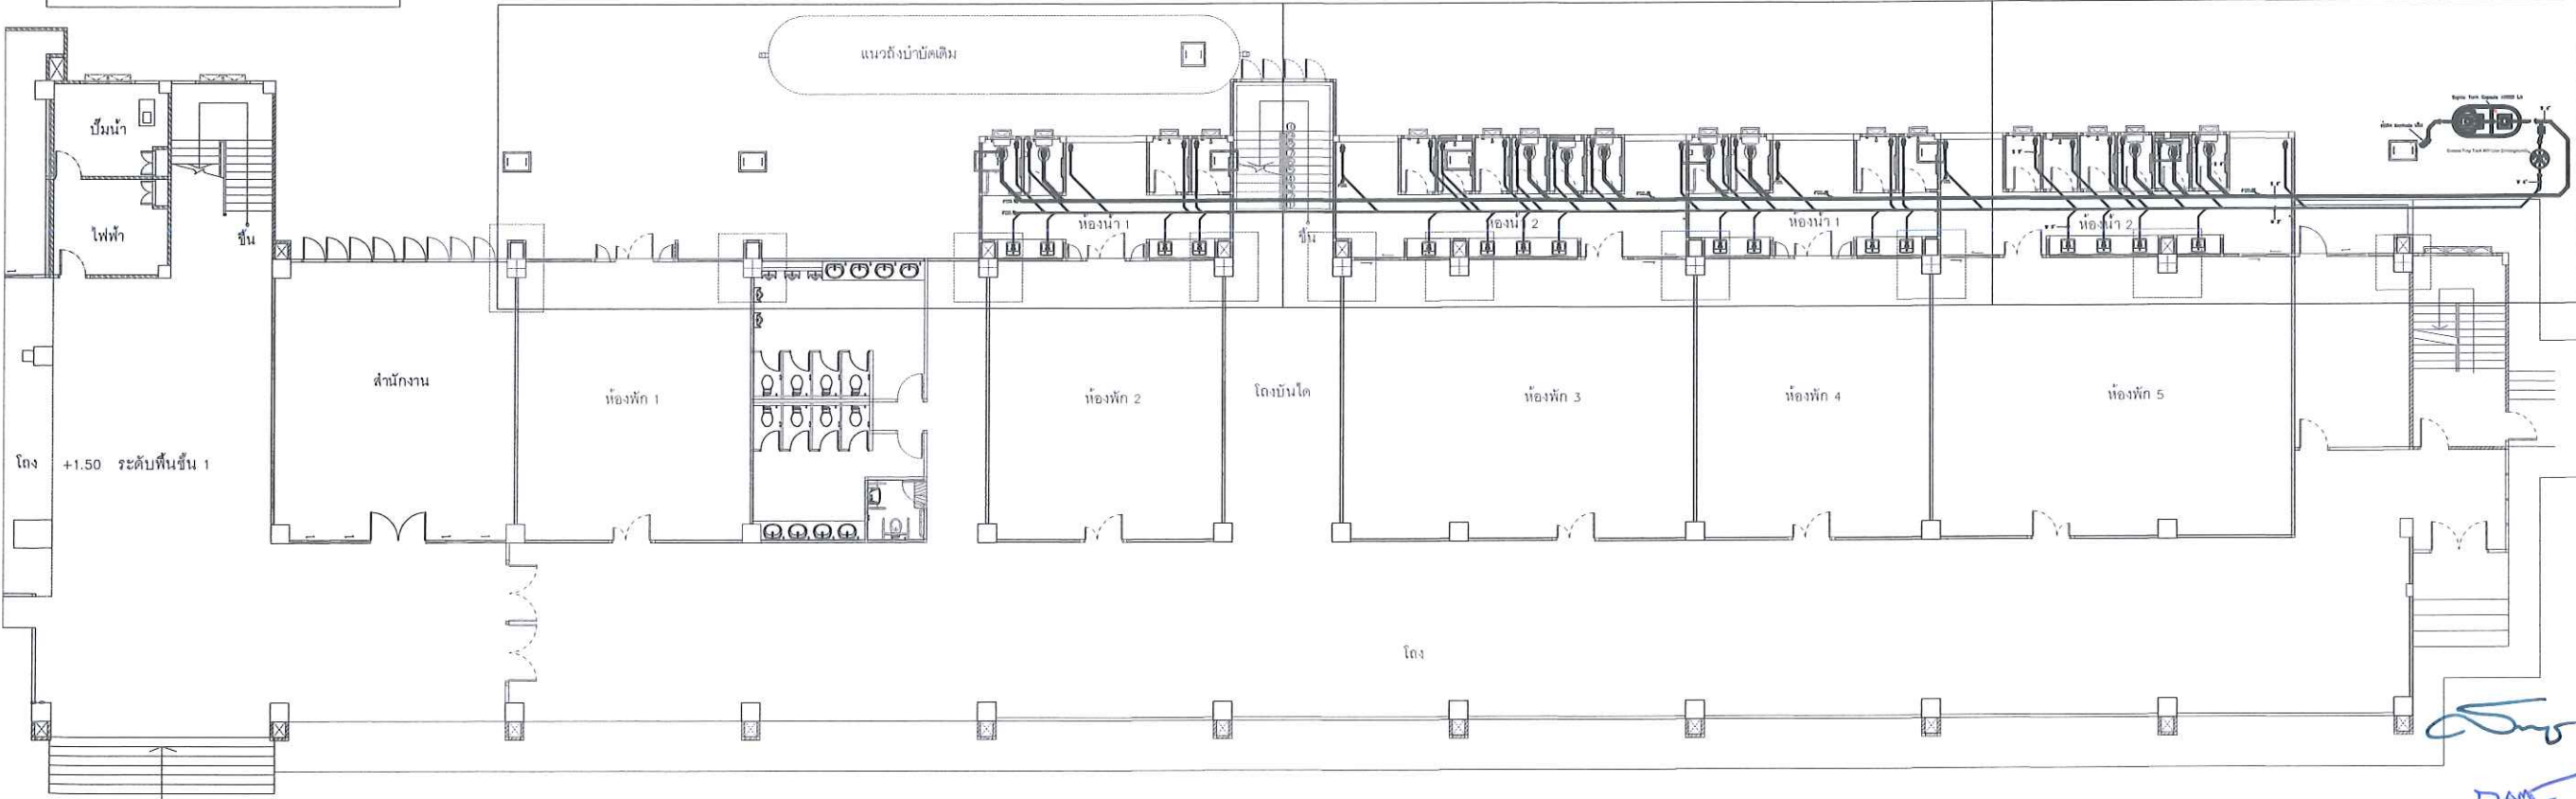 แนวถังบำบัดเดิม
ปั๊มน้ำ
ไฟฟ้า
ขึ้น
ขึ้น
ห้องน้ำ 1
ห้องน้ำ 2
ห้องน้ำ 1
ห้องน้ำ 2
สำนักงาน
ห้องพัก 1
ห้องพัก 2
โถงบันได
ห้องพัก 3
ห้องพัก 4
ห้องพัก 5
โถง
+1.50 ระดับพื้นชั้น 1
โถง